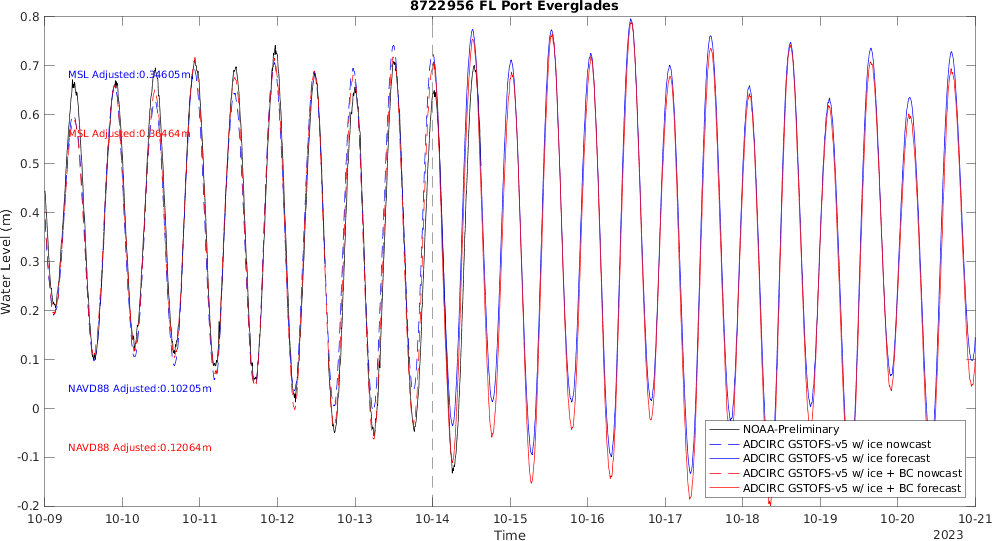 8722956 FL Port Everglades
0.8
0.7
0.6
0.5
0.4
0.3
0.2
0.1
0
-0.1
-0.2
Water Level (m)
MSL Adjusted:0.34605m
MSL Adjusted:0.36464m
NAVD88 Adjusted:0.10205m
NAVD88 Adjusted:0.12064m
NOAA-Preliminary
ADCIRC GSTOFS-v5 w/ ice nowcast
ADCIRC GSTOFS-v5 w/ ice forecast
ADCIRC GSTOFS-v5 w/ ice + BC nowcast
ADCIRC GSTOFS-v5 w/ ice + BC forecast
10-09 10-10 10-11 10-12 10-13 10-14 10-15 10-16 10-17 10-18 10-19 10-20 10-21
Time
2023